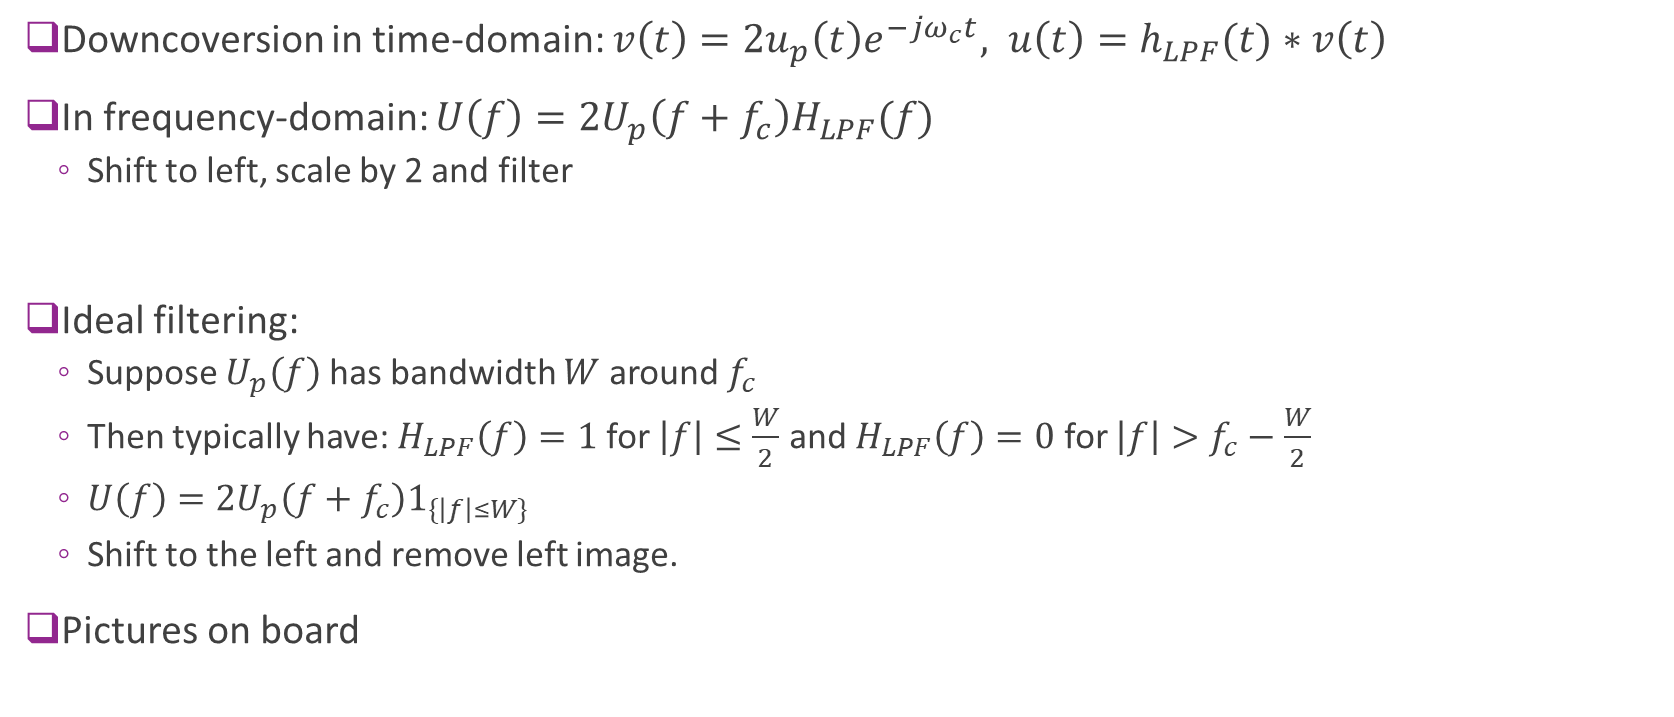 ❑Downcoversion in time-domain: v(t) = 2u_p(t)e^{−jω_c t}, u(t) = h_{LPF}(t) ∗ v(t)
❑In frequency-domain: U(f) = 2U_p(f + f_c)H_{LPF}(f)
◦ Shift to left, scale by 2 and filter
❑Ideal filtering:
◦ Suppose U_p(f) has bandwidth W around f_c
◦ Then typically have: H_{LPF}(f) = 1 for |f| ≤ W/2 and H_{LPF}(f) = 0 for |f| > f_c − W/2
◦ U(f) = 2U_p(f + f_c)1_{{|f|≤W}}
◦ Shift to the left and remove left image.
❑Pictures on board